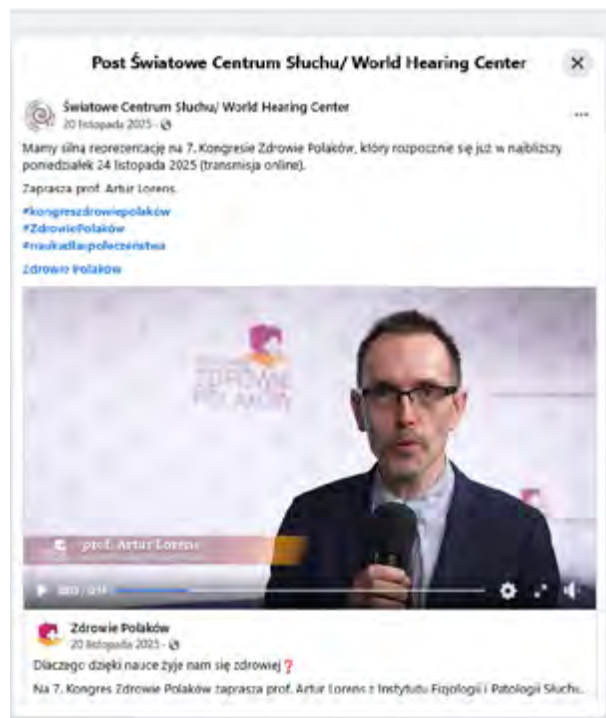 Post Światowe Centrum Słuchu/ World Hearing Center
Światowe Centrum Słuchu/ World Hearing Center
20 listopada 2025
Mamy silną reprezentację na 7. Kongresie Zdrowie Polaków, który rozpocznie się już w najbliższy
poniedziałek 24 listopada 2025 (transmisja online).
Zaprasza prof. Artur Lorens.
#kongreszdrowiepolaków
#ZdrowiePolaków
#naukadlaspołeczeństwa
Zdrowie Polaków
ZDROWIE
POLAKÓW
prof. Artur Lorens
Zdrowie Polaków
20 listopada 2025
Dlaczego dzięki nauce żyje nam się zdrowiej❓
Na 7. Kongres Zdrowie Polaków zaprasza prof. Artur Lorens z Instytutu Fizjologii i Patologii Słuchu.